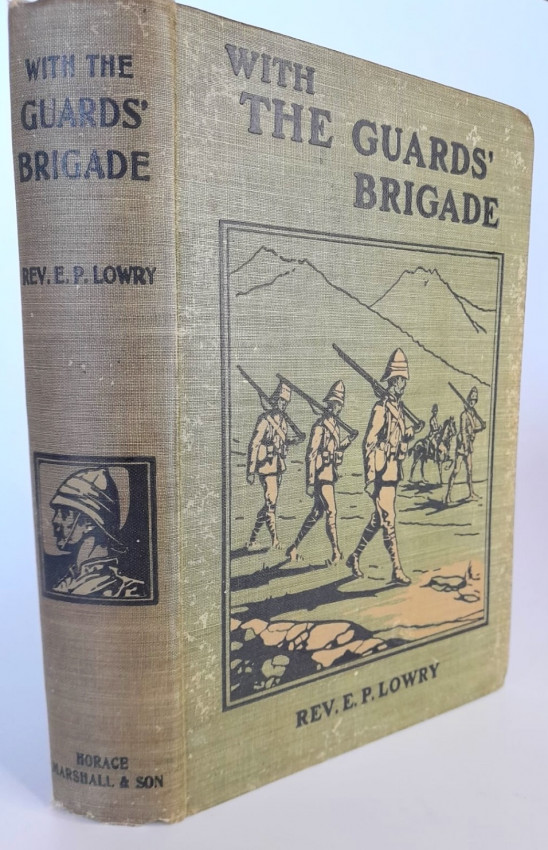 WITH THE
GUARDS'
BRIGADE
REV. E. P. LOWRY
HORACE
MARSHALL & SON
WITH
THE GUARDS'
BRIGADE
REV. E. P. LOWRY